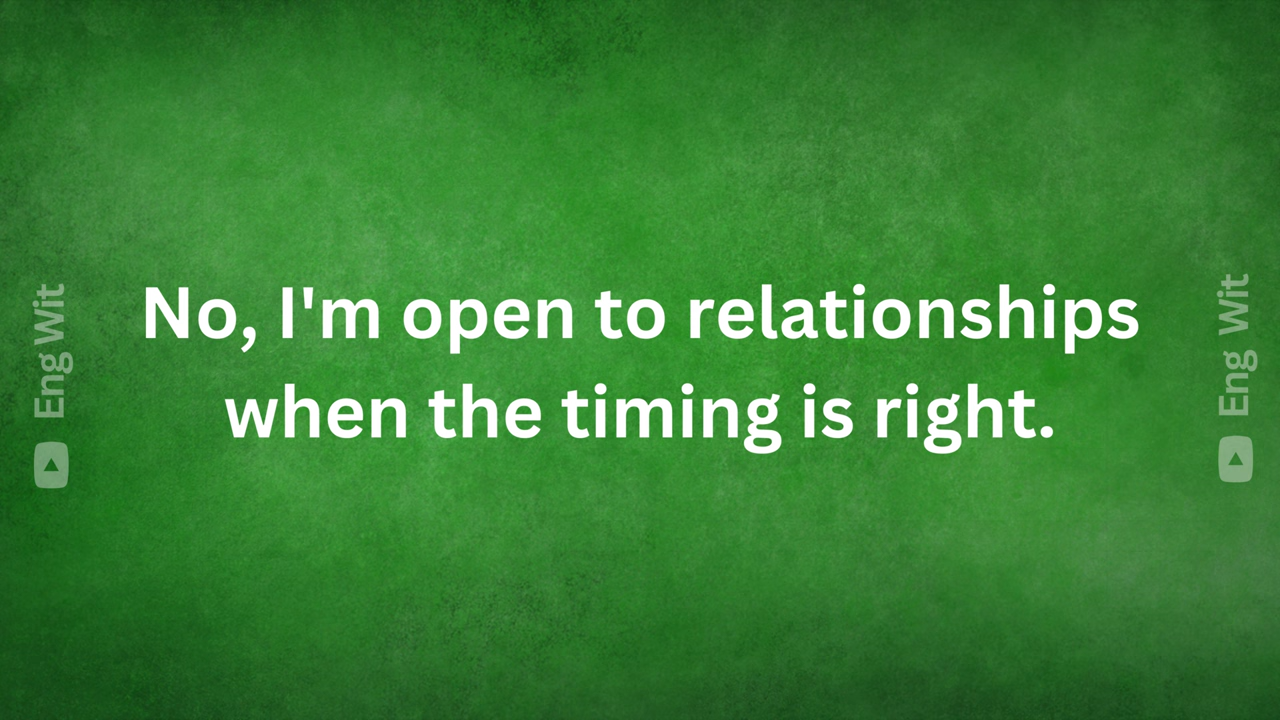 No, I'm open to relationships
when the timing is right.
Eng Wit
Eng Wit